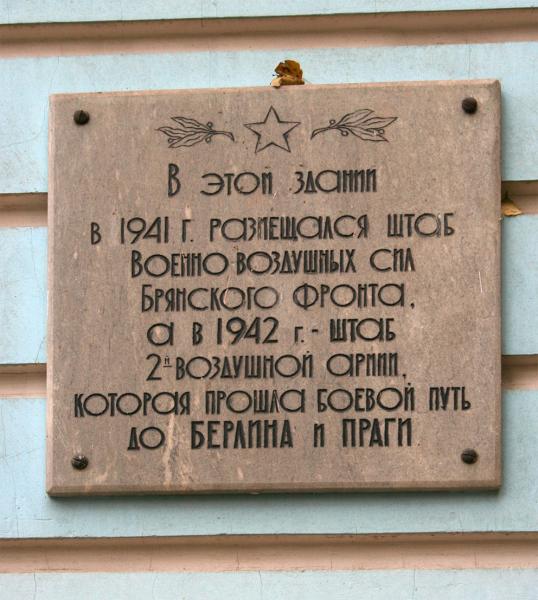 В этой здании
в 1941 г. размещался штаб
Военно-воздушных сил
Брянского фронта,
а в 1942 г.- штаб
2й воздушной армии,
которая прошла боевой путь
до Берлина и Праги